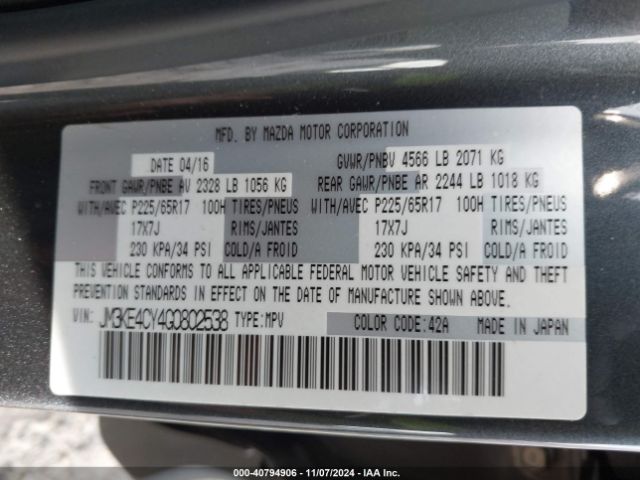 MFD. BY MAZDA MOTOR CORPORATION
DATE 04/16 GVWR/PNBV 4566 LB 2071 KG
FRONT GAWR/PNBE AV 2328 LB 1056 KG REAR GAWR/PNBE AR 2244 LB 1018 KG
WITH/AVEC P225/65R17 100H TIRES/PNEUS WITH/AVEC P225/65R17 100H TIRES/PNEUS
17X7J RIMS/JANTES 17X7J RIMS/JANTES
230 KPA/34 PSI COLD/A FROID 230 KPA/34 PSI COLD/A FROID
THIS VEHICLE CONFORMS TO ALL APPLICABLE FEDERAL MOTOR VEHICLE SAFETY AND THEFT
PREVENTION STANDARDS IN EFFECT ON THE DATE OF MANUFACTURE SHOWN ABOVE.
VIN: JM3KE4CY4G0802538 TYPE:MPV COLOR CODE:42A MADE IN JAPAN
000-40794906 - 11/07/2024 - IAA Inc.